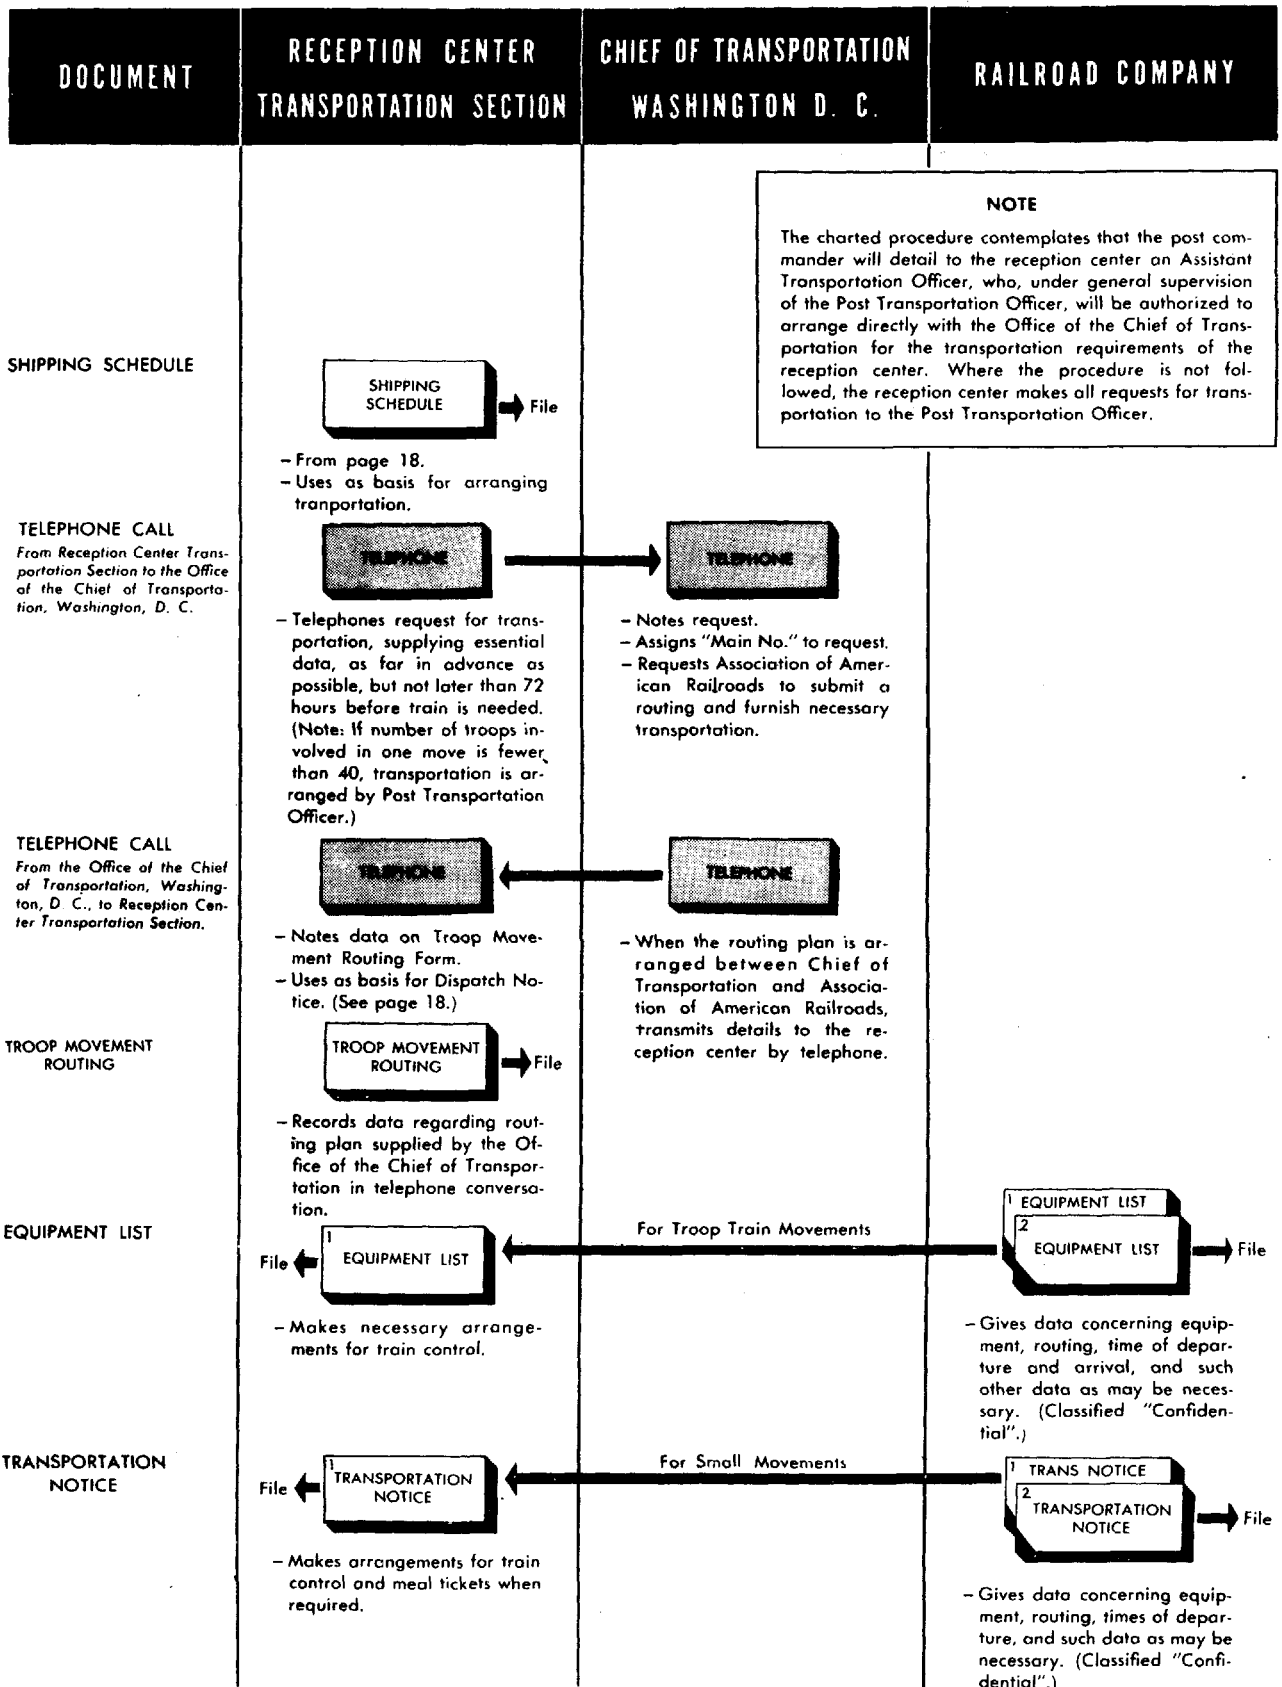 DOCUMENT
RECEPTION CENTER
TRANSPORTATION SECTION
CHIEF OF TRANSPORTATION
WASHINGTON D. C.
RAILROAD COMPANY
NOTE
The charted procedure contemplates that the post com-
mander will detail to the reception center an Assistant
Transportation Officer, who, under general supervision
of the Post Transportation Officer, will be authorized to
arrange directly with the Office of the Chief of Trans-
portation for the transportation requirements of the
reception center. Where the procedure is not fol-
lowed, the reception center makes all requests for trans-
portation to the Post Transportation Officer.
SHIPPING SCHEDULE
SHIPPING
SCHEDULE
File
– From page 18.
– Uses as basis for arranging
tranportation.
TELEPHONE CALL
From Reception Center Trans-
portation Section to the Office
of the Chief of Transporta-
tion, Washington, D. C.
TELEPHONE
TELEPHONE
– Telephones request for trans-
portation, supplying essential
data, as far in advance as
possible, but not later than 72
hours before train is needed.
(Note: If number of troops in-
volved in one move is fewer
than 40, transportation is ar-
ranged by Post Transportation
Officer.)
– Notes request.
– Assigns "Main No." to request.
– Requests Association of Amer-
ican Railroads to submit a
routing and furnish necessary
transportation.
TELEPHONE CALL
From the Office of the Chief
of Transportation, Washing-
ton, D. C., to Reception Cen-
ter Transportation Section.
TELEPHONE
TELEPHONE
– Notes data on Troop Move-
ment Routing Form.
– Uses as basis for Dispatch No-
tice. (See page 18.)
– When the routing plan is ar-
ranged between Chief of
Transportation and Associa-
tion of American Railroads,
transmits details to the re-
ception center by telephone.
TROOP MOVEMENT
ROUTING
TROOP MOVEMENT
ROUTING
File
– Records data regarding rout-
ing plan supplied by the Of-
fice of the Chief of Transpor-
tation in telephone conversa-
tion.
EQUIPMENT LIST
File
1
EQUIPMENT LIST
For Troop Train Movements
1 EQUIPMENT LIST
2
EQUIPMENT LIST
File
– Makes necessary arrange-
ments for train control.
– Gives data concerning equip-
ment, routing, time of depar-
ture and arrival, and such
other data as may be neces-
sary. (Classified "Confiden-
tial".)
TRANSPORTATION
NOTICE
File
1
TRANSPORTATION
NOTICE
For Small Movements
1 TRANS NOTICE
2
TRANSPORTATION
NOTICE
File
– Makes arrangements for train
control and meal tickets when
required.
– Gives data concerning equip-
ment, routing, times of depar-
ture, and such data as may be
necessary. (Classified "Confi-
dential".)